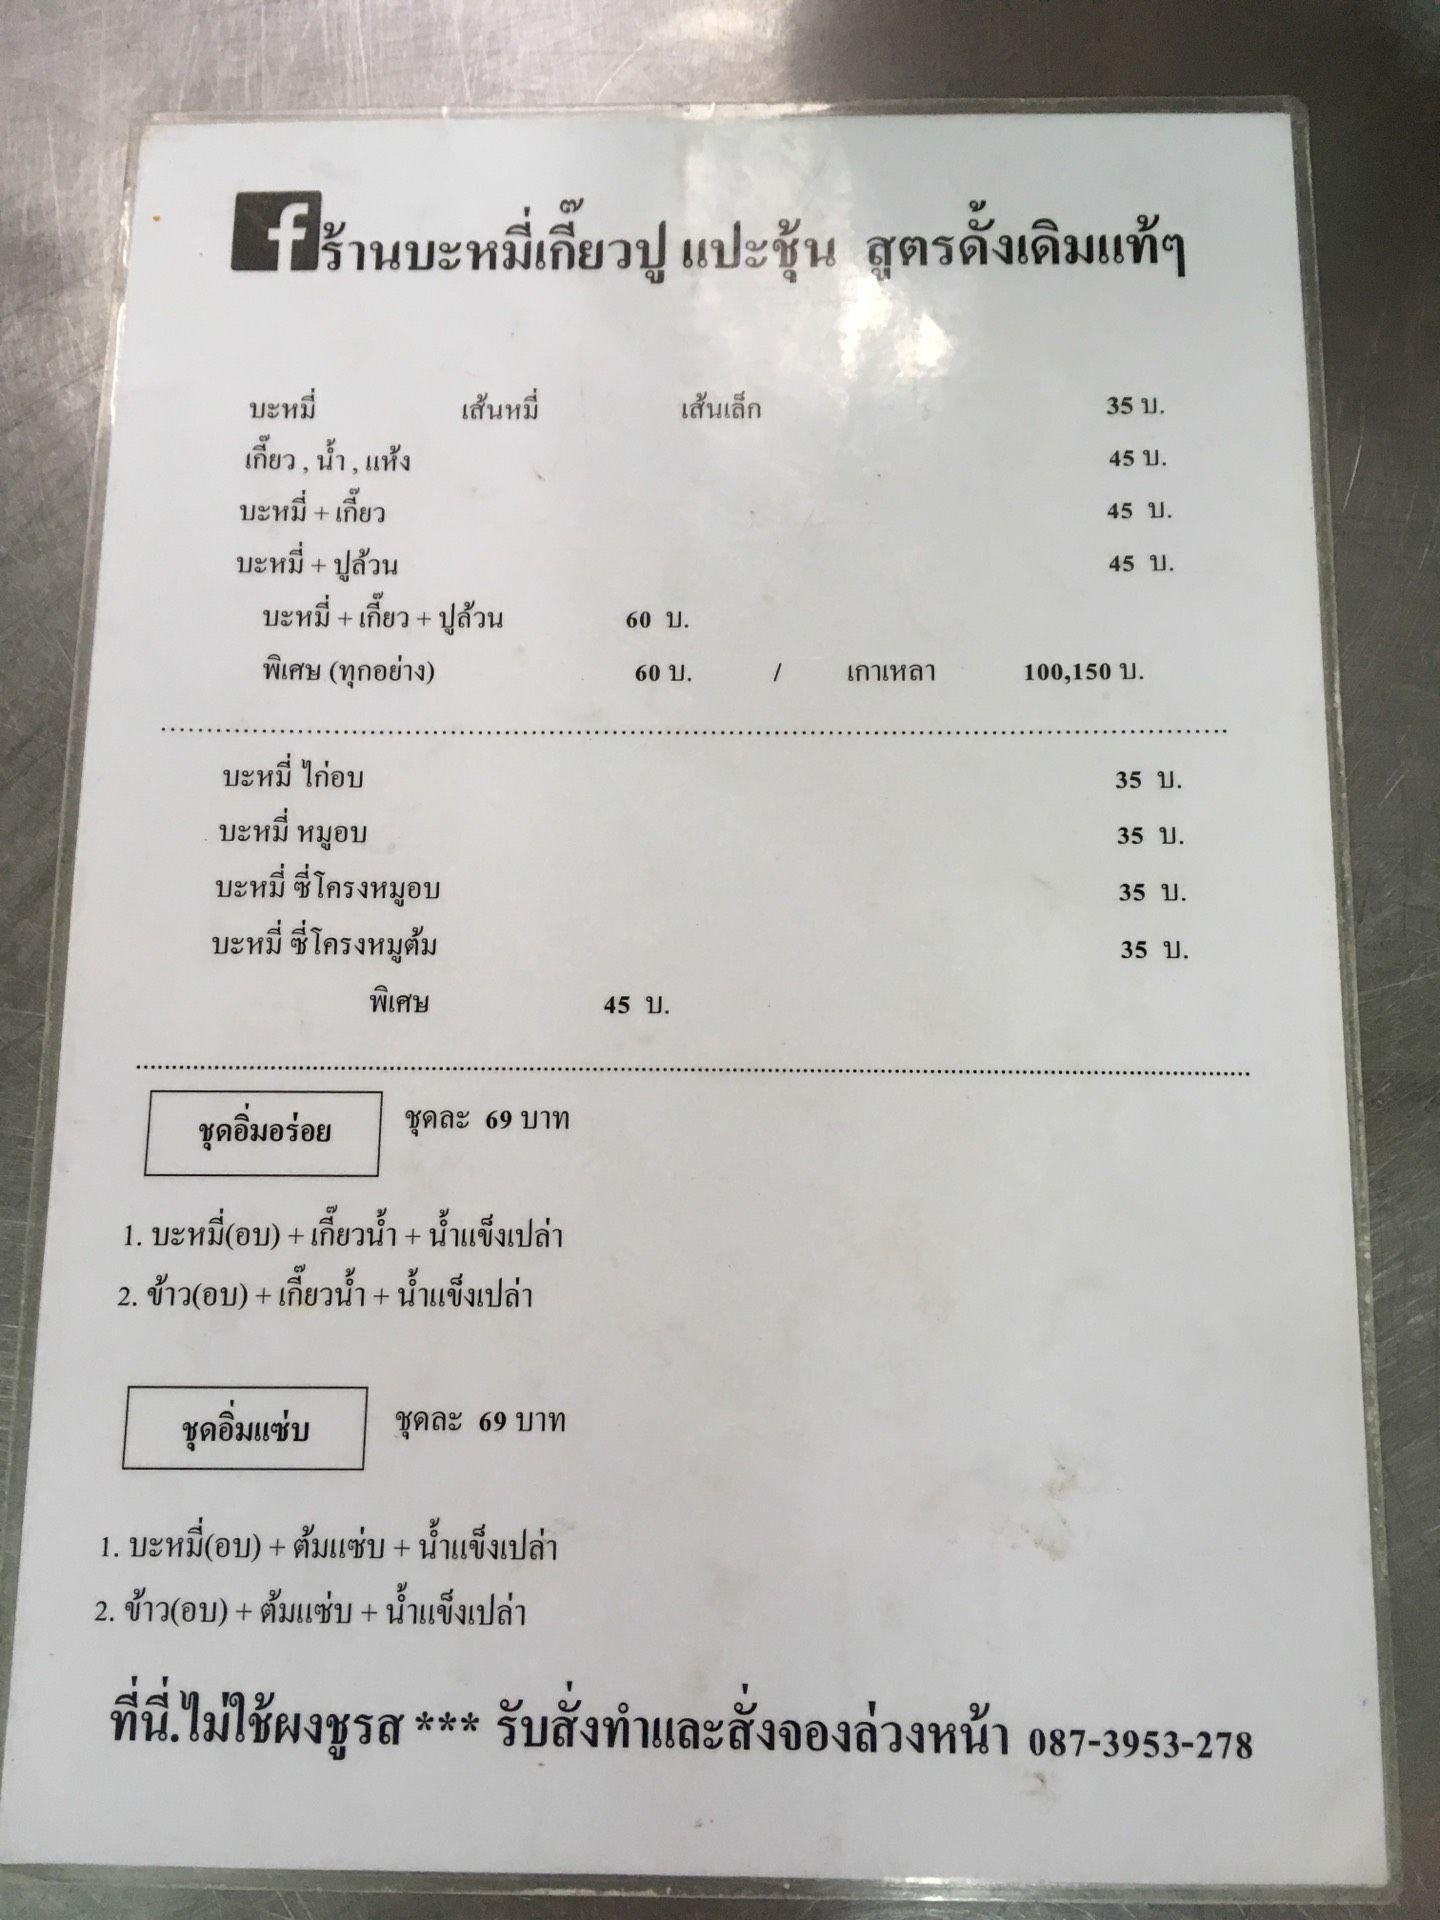 f ร้านบะหมี่เกี๊ยวปู แปะชุ้น สูตรดั้งเดิมแท้ๆ
บะหมี่ เส้นหมี่ เส้นเล็ก 35 บ.
เกี๊ยว , น้ำ , แห้ง 45 บ.
บะหมี่ + เกี๊ยว 45 บ.
บะหมี่ + ปูล้วน 45 บ.
บะหมี่ + เกี๊ยว + ปูล้วน 60 บ.
พิเศษ (ทุกอย่าง) 60 บ. / เกาเหลา 100,150 บ.
บะหมี่ ไก่อบ 35 บ.
บะหมี่ หมูอบ 35 บ.
บะหมี่ ซี่โครงหมูอบ 35 บ.
บะหมี่ ซี่โครงหมูต้ม 35 บ.
พิเศษ 45 บ.
ชุดอิ่มอร่อย ชุดละ 69 บาท
1. บะหมี่(อบ) + เกี๊ยวน้ำ + น้ำแข็งเปล่า
2. ข้าว(อบ) + เกี๊ยวน้ำ + น้ำแข็งเปล่า
ชุดอิ่มแซ่บ ชุดละ 69 บาท
1. บะหมี่(อบ) + ต้มแซ่บ + น้ำแข็งเปล่า
2. ข้าว(อบ) + ต้มแซ่บ + น้ำแข็งเปล่า
ที่นี่.ไม่ใช้ผงชูรส *** รับสั่งทำและสั่งจองล่วงหน้า 087-3953-278